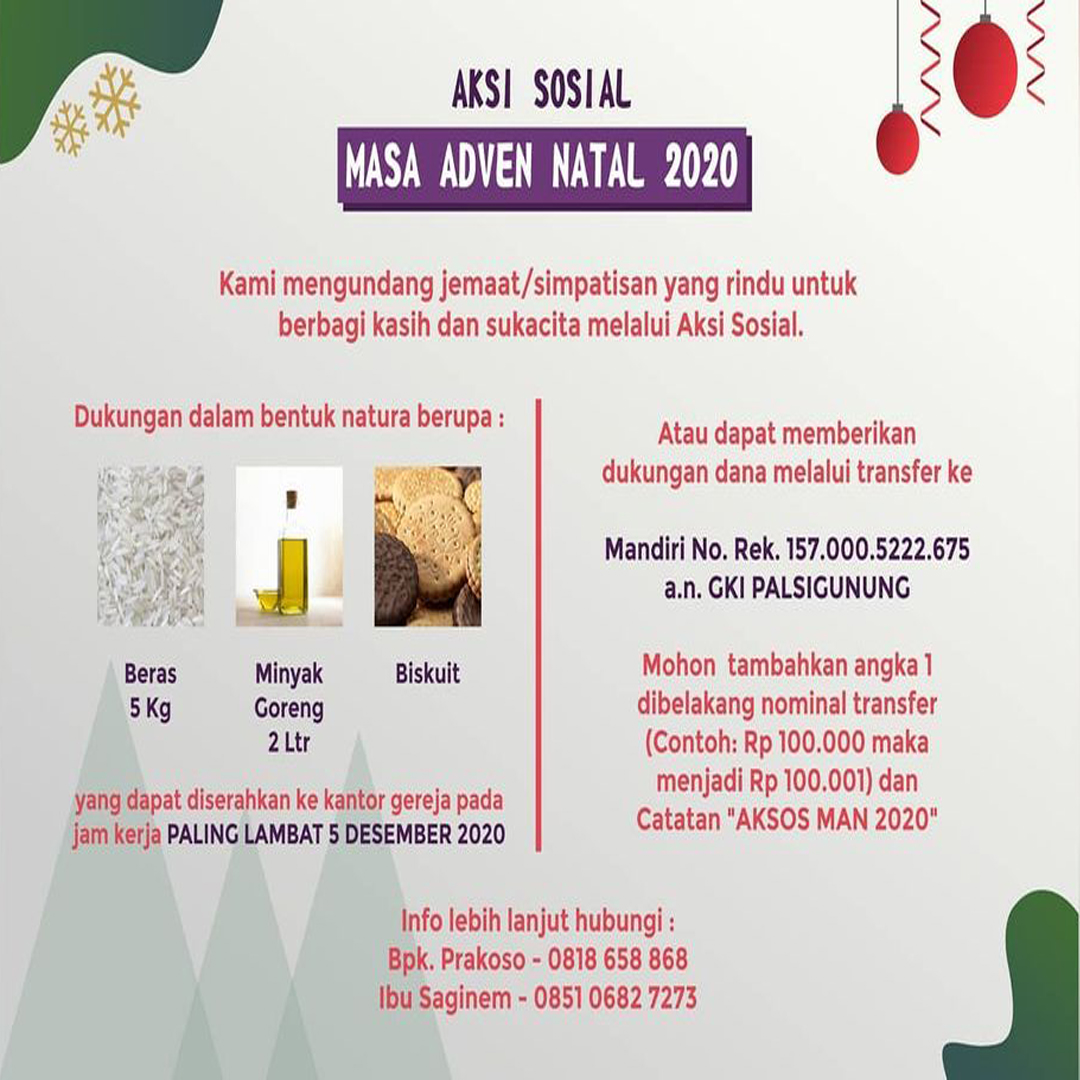 AKSI SOSIAL
MASA ADVEN NATAL 2020
Kami mengundang jemaat/simpatisan yang rindu untuk
berbagi kasih dan sukacita melalui Aksi Sosial.
Dukungan dalam bentuk natura berupa :
Beras
5 Kg
Minyak
Goreng
2 Ltr
Biskuit
yang dapat diserahkan ke kantor gereja pada
jam kerja PALING LAMBAT 5 DESEMBER 2020
Atau dapat memberikan
dukungan dana melalui transfer ke
Mandiri No. Rek. 157.000.5222.675
a.n. GKI PALSIGUNUNG
Mohon tambahkan angka 1
dibelakang nominal transfer
(Contoh: Rp 100.000 maka
menjadi Rp 100.001) dan
Catatan "AKSOS MAN 2020"
Info lebih lanjut hubungi :
Bpk. Prakoso - 0818 658 868
Ibu Saginem - 0851 0682 7273